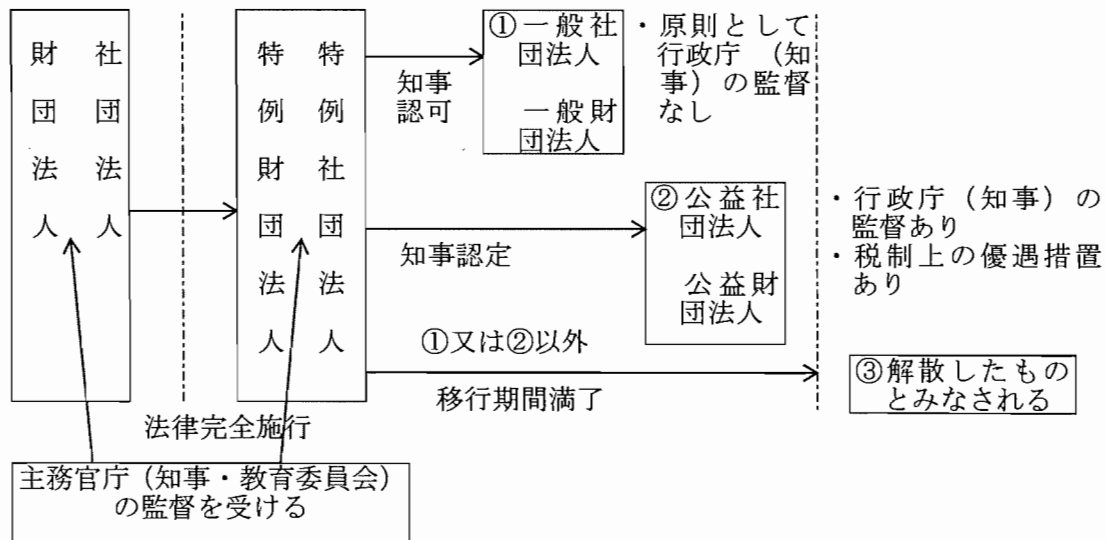 社団法人
財団法人
特例社団法人
特例財団法人
知事
認可
①一般社
団法人
一般財
団法人
・原則として
行政庁（知
事）の監督
なし
知事認定
②公益社
団法人
公益財
団法人
・行政庁（知事）の
監督あり
・税制上の優遇措置
あり
①又は②以外
移行期間満了
③解散したもの
とみなされる
法律完全施行
主務官庁（知事・教育委員会）
の監督を受ける